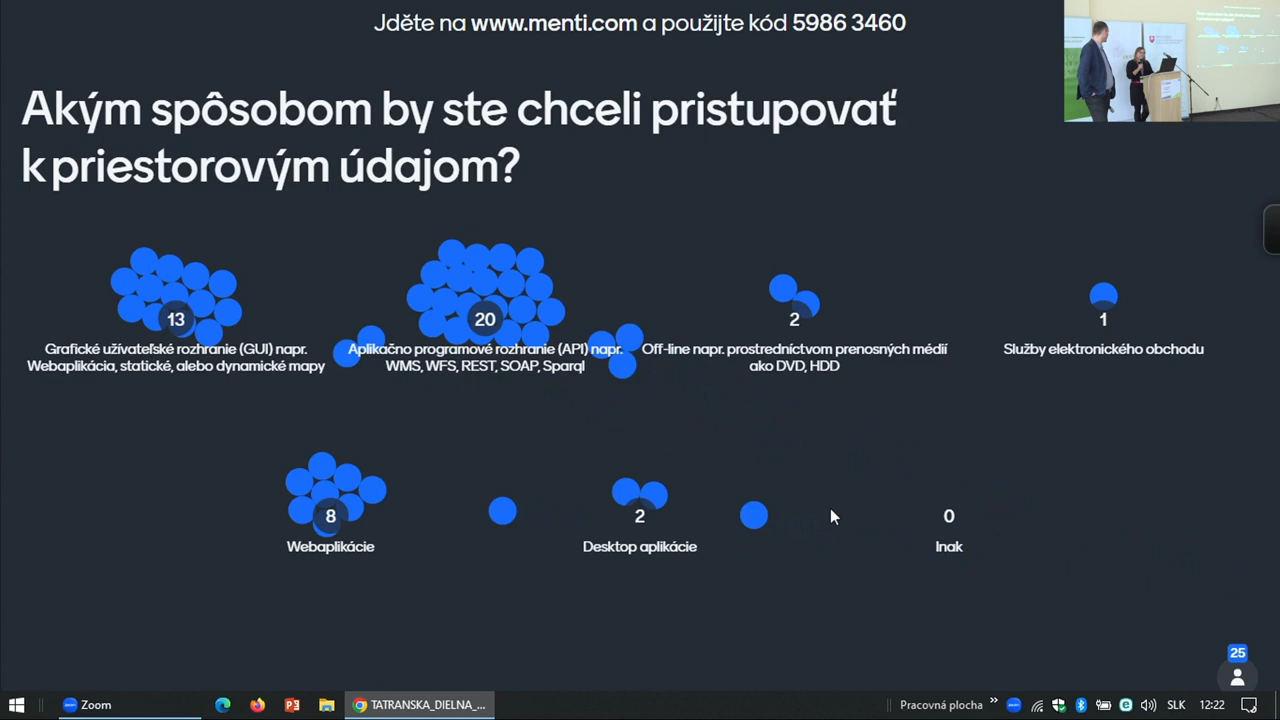 Jděte na www.menti.com a použijte kód 5986 3460
Akým spôsobom by ste chceli pristupovať
k priestorovým údajom?
13
20
2
1
Grafické užívateľské rozhranie (GUI) napr.
Webaplikácia, statické, alebo dynamické mapy
Aplikačno programové rozhranie (API) napr.
WMS, WFS, REST, SOAP, Sparql
Off-line napr. prostredníctvom prenosných médií
ako DVD, HDD
Služby elektronického obchodu
8
2
0
Webaplikácie
Desktop aplikácie
Inak
25
Zoom
TATRANSKA_DIELNA_...
Pracovná plocha
SLK
12:22